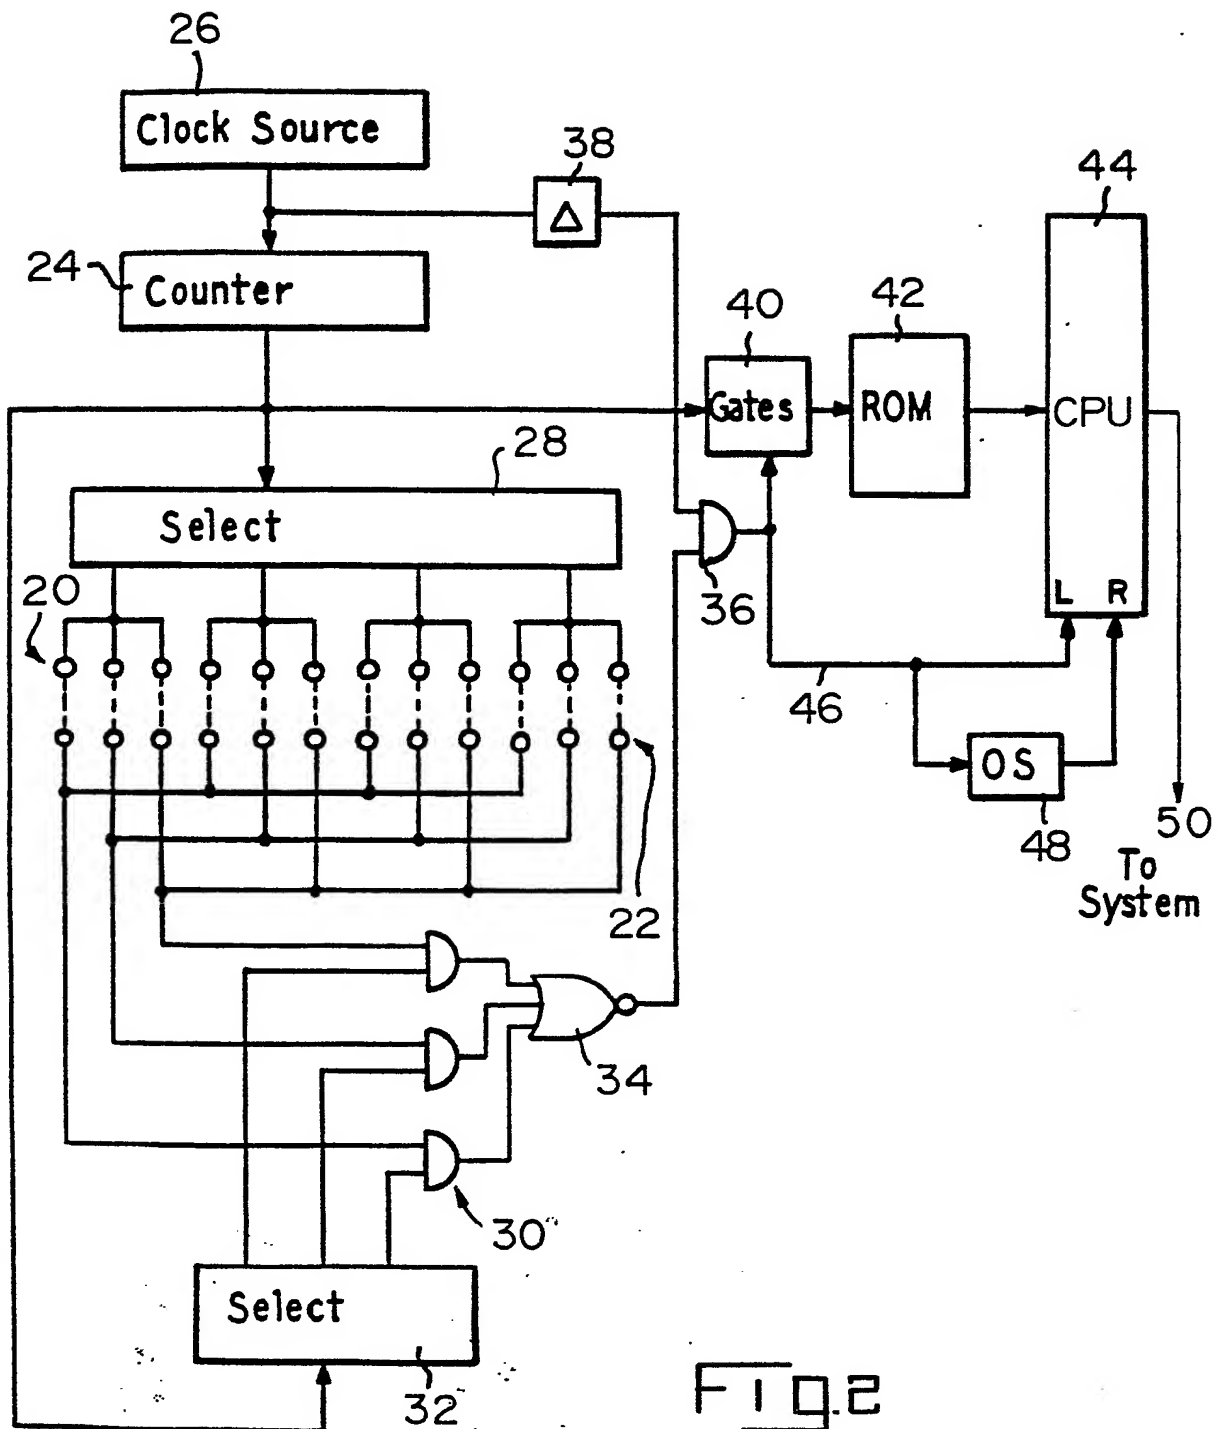 26
Clock Source
38
Δ
44
24
Counter
40
42
Gates
ROM
CPU
28
Select
36
L R
20
46
OS
48
50
To
System
22
34
30
Select
32
Fig.2